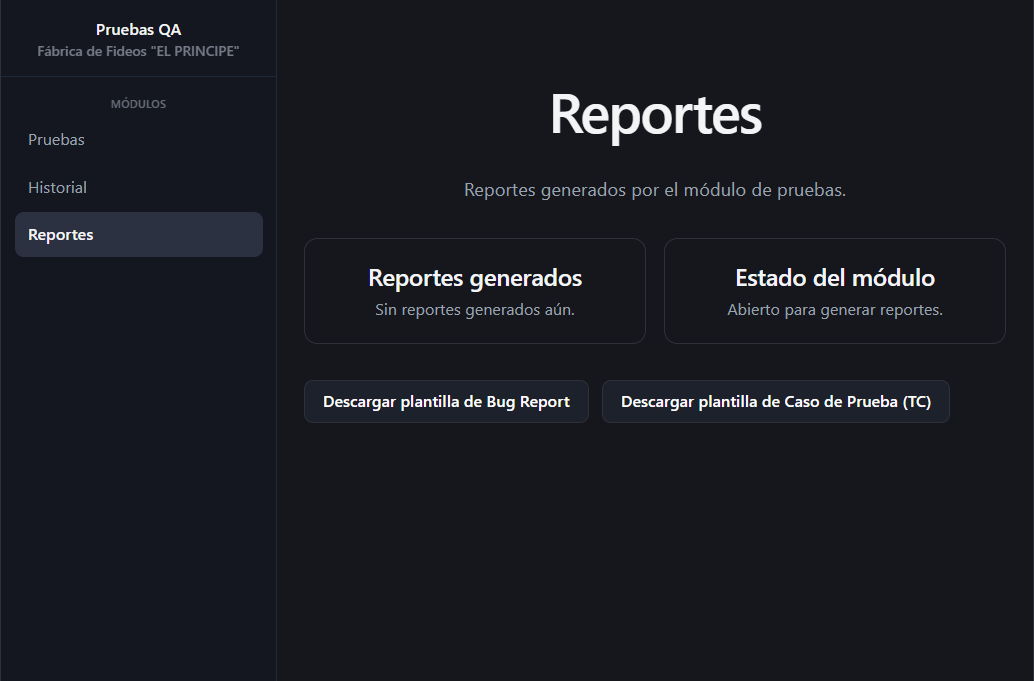 Pruebas QA
Fábrica de Fideos "EL PRINCIPE"
MÓDULOS
Pruebas
Historial
Reportes
Reportes
Reportes generados por el módulo de pruebas.
Reportes generados
Sin reportes generados aún.
Estado del módulo
Abierto para generar reportes.
Descargar plantilla de Bug Report
Descargar plantilla de Caso de Prueba (TC)